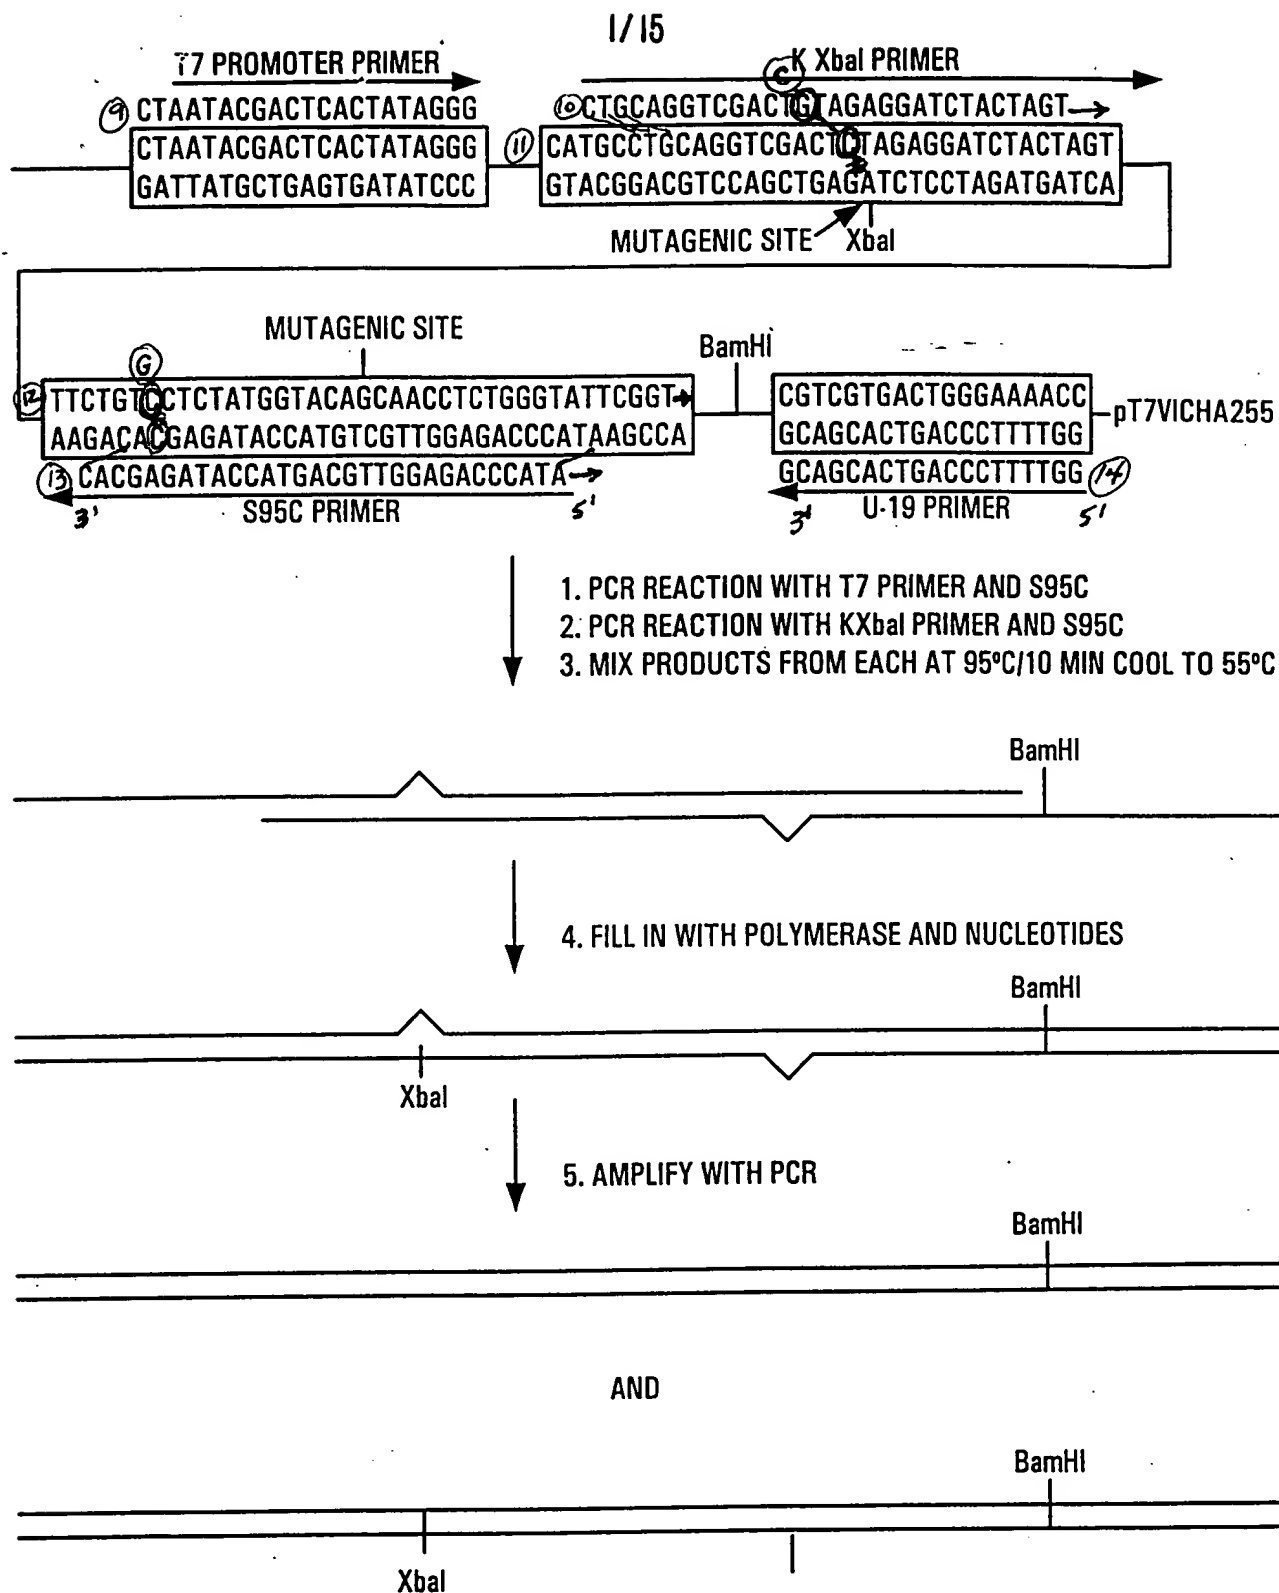 1/15
T7 PROMOTER PRIMER
C K XbaI PRIMER
9 CTAATACGACTCACTATAGGG
10 CTGCAGGTCGACTGTAGAGGATCTACTAGT
CTAATACGACTCACTATAGGG
11 CATGCCTGCAGGTCGACTCTAGAGGATCTACTAGT
GATTATGCTGAGTGATATCCC
GTACGGACGTCCAGCTGAGATCTCCTAGATGATCA
MUTAGENIC SITE XbaI
MUTAGENIC SITE
G
BamHI
12 TTCTGTCCTCTATGGTACAGCAACCTCTGGGTATTCGGT
CGTCGTGACTGGGAAAACC
AAGACACGAGATACCATGTCGTTGGAGACCCATAAGCCA
GCAGCACTGACCCTTTTGG
pT7VICHA255
13 CACGAGATACCATGACGTTGGAGACCCATA
GCAGCACTGACCCTTTTGG 14
3' S95C PRIMER 5'
3' U-19 PRIMER 5'
1. PCR REACTION WITH T7 PRIMER AND S95C
2. PCR REACTION WITH KXbaI PRIMER AND S95C
3. MIX PRODUCTS FROM EACH AT 95ºC/10 MIN COOL TO 55ºC
BamHI
4. FILL IN WITH POLYMERASE AND NUCLEOTIDES
BamHI
XbaI
5. AMPLIFY WITH PCR
BamHI
AND
BamHI
XbaI